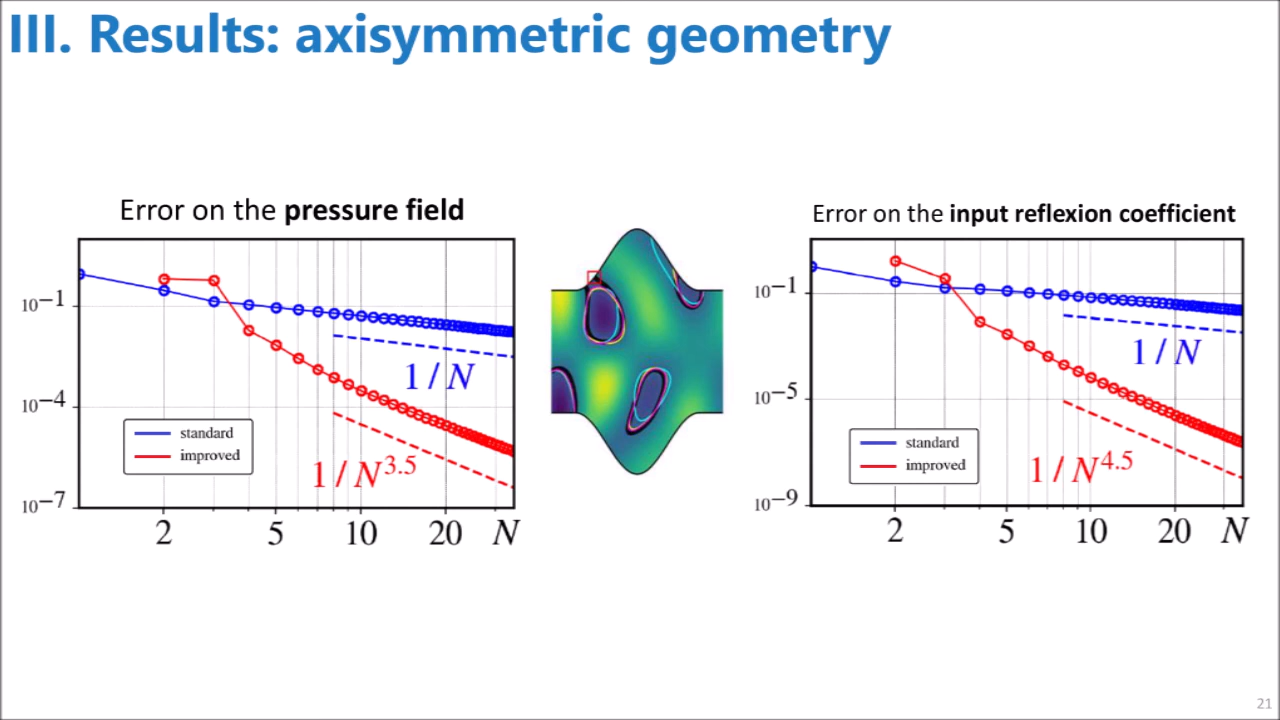 III. Results: axisymmetric geometry
Error on the pressure field
10−1
10−4
10−7
1 / N
1 / N3.5
standard
improved
2 5 10 20 N
Error on the input reflexion coefficient
10−1
10−5
10−9
1 / N
1 / N4.5
standard
improved
2 5 10 20 N
21